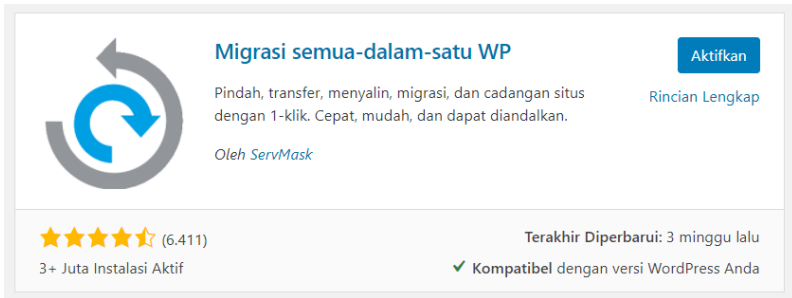 Migrasi semua-dalam-satu WP
Aktifkan
Pindah, transfer, menyalin, migrasi, dan cadangan situs
dengan 1-klik. Cepat, mudah, dan dapat diandalkan.
Rincian Lengkap
Oleh ServMask
(6.411)
Terakhir Diperbarui: 3 minggu lalu
3+ Juta Instalasi Aktif
Kompatibel dengan versi WordPress Anda